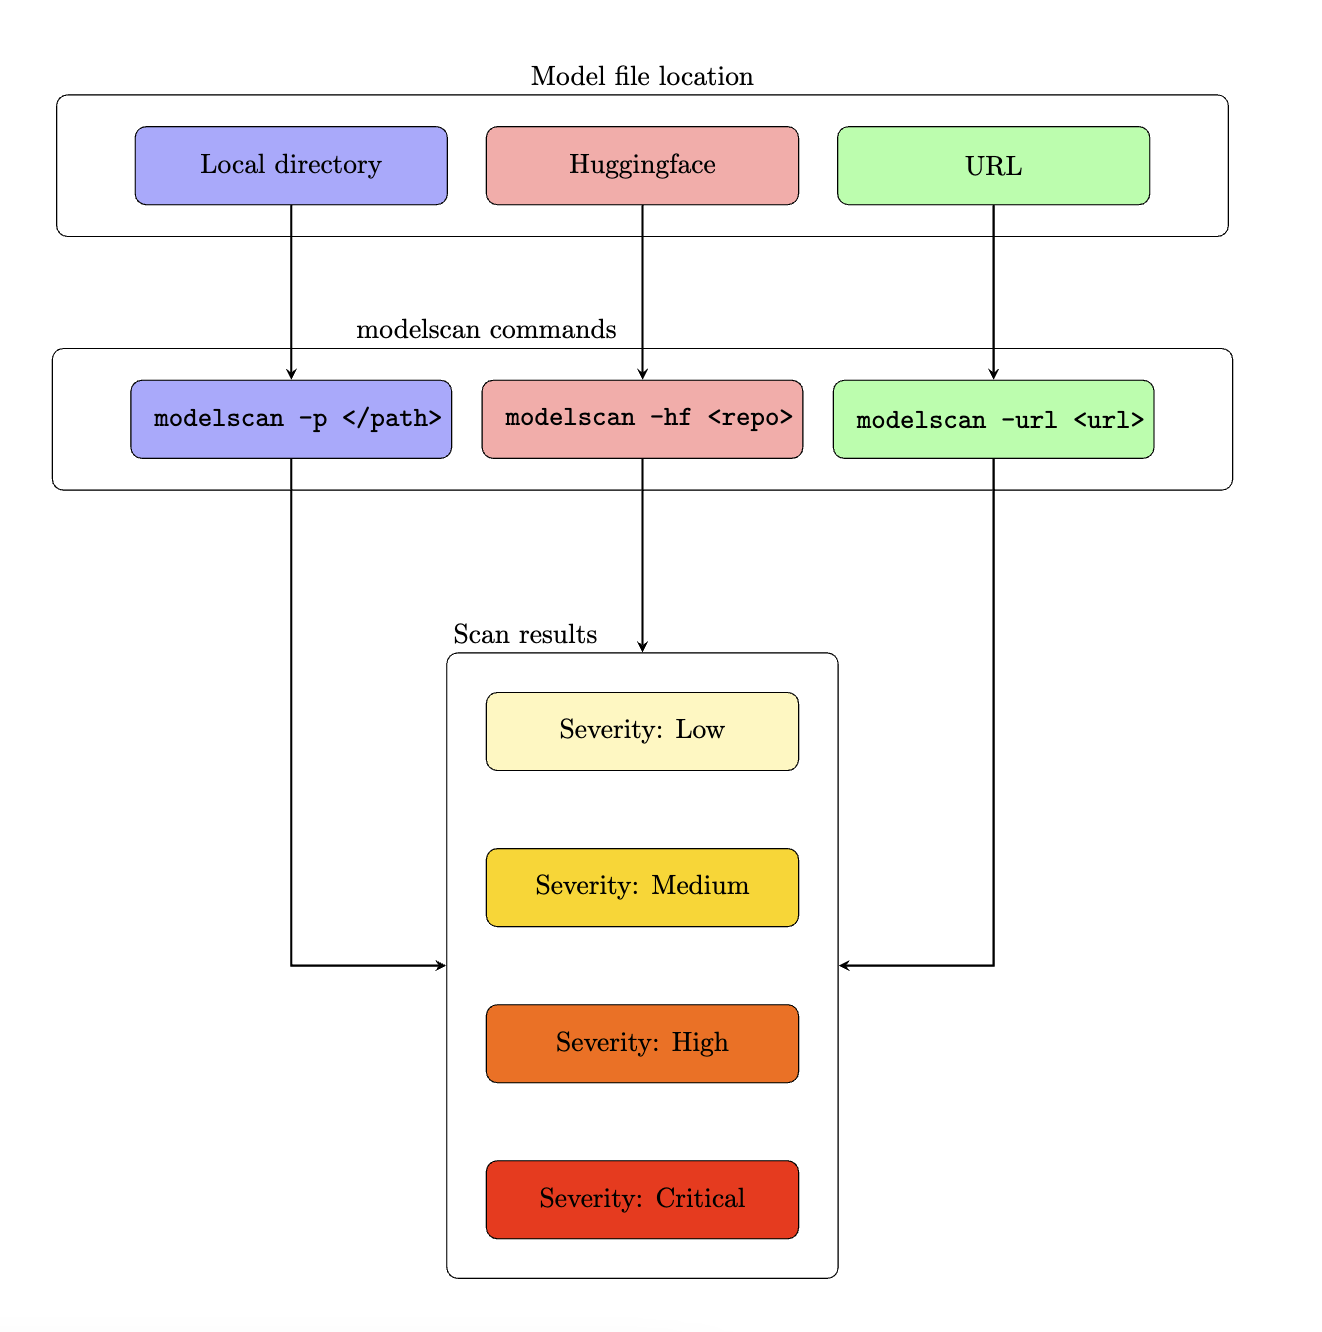 Model file location
Local directory
Huggingface
URL
modelscan commands
modelscan -p </path>
modelscan -hf <repo>
modelscan -url <url>
Scan results
Severity: Low
Severity: Medium
Severity: High
Severity: Critical